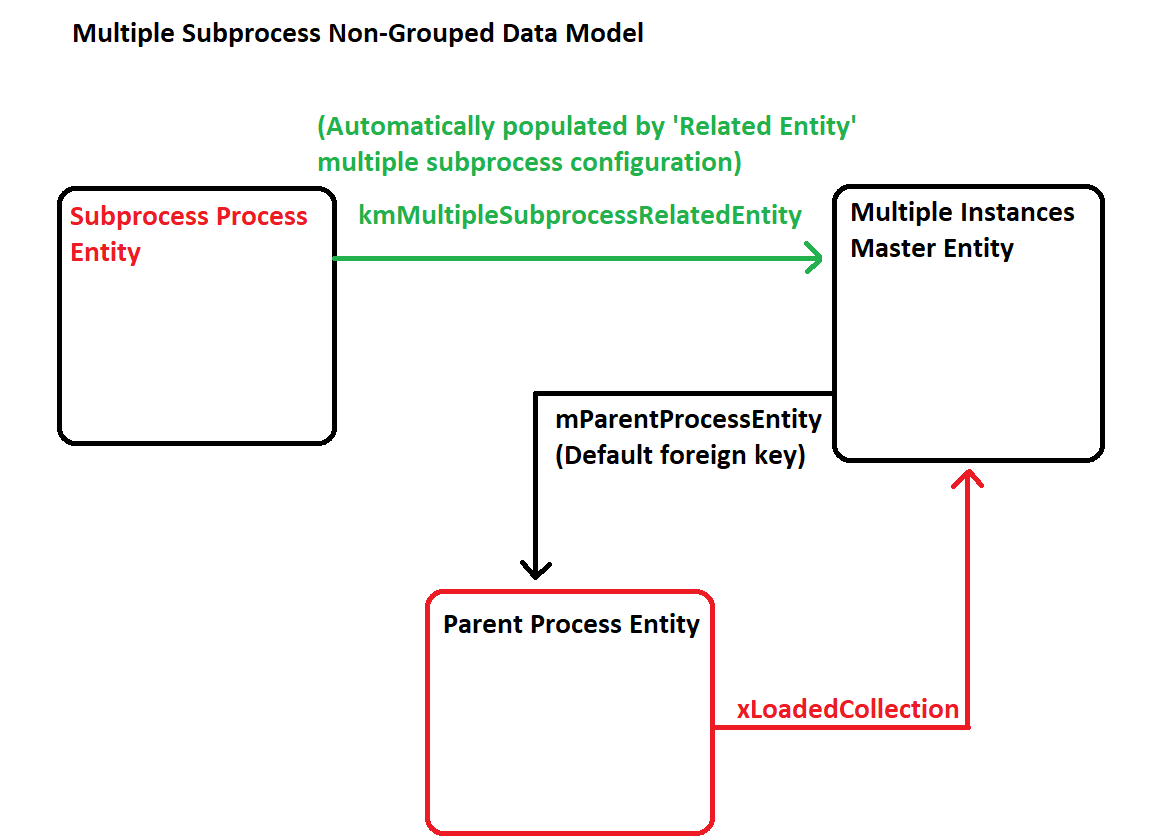 Multiple Subprocess Non-Grouped Data Model
(Automatically populated by 'Related Entity'
multiple subprocess configuration)
Subprocess Process
Entity
kmMultipleSubprocessRelatedEntity
Multiple Instances
Master Entity
mParentProcessEntity
(Default foreign key)
Parent Process Entity
xLoadedCollection